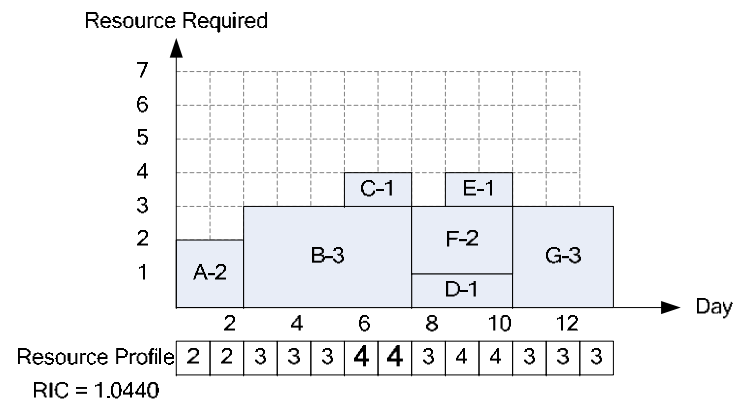 Resource Required
7
6
5
4
C-1 E-1
3
2
F-2
B-3 G-3
A-2
1
D-1
Day
2 4 6 8 10 12
Resource Profile 2 2 3 3 3 4 4 3 4 4 3 3 3
RIC = 1.0440